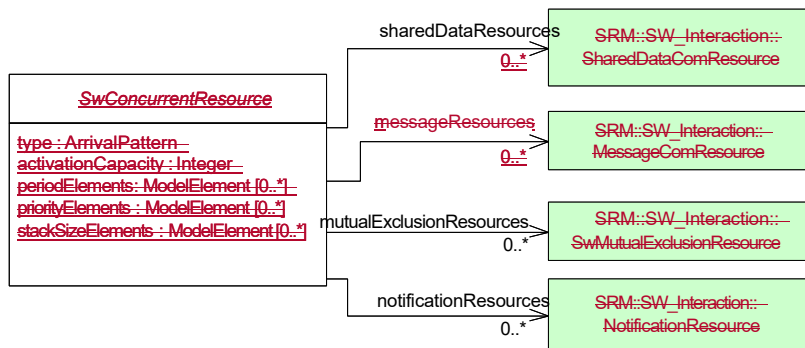 sharedDataResources
0..*
SRM::SW_Interaction::
SharedDataComResource
SwConcurrentResource
type : ArrivalPattern
activationCapacity : Integer
periodElements: ModelElement [0..*]
priorityElements : ModelElement [0..*]
stackSizeElements : ModelElement [0..*]
messageResources
0..*
SRM::SW_Interaction::
MessageComResource
mutualExclusionResources
0..*
SRM::SW_Interaction::
SwMutualExclusionResource
notificationResources
0..*
SRM::SW_Interaction::
NotificationResource